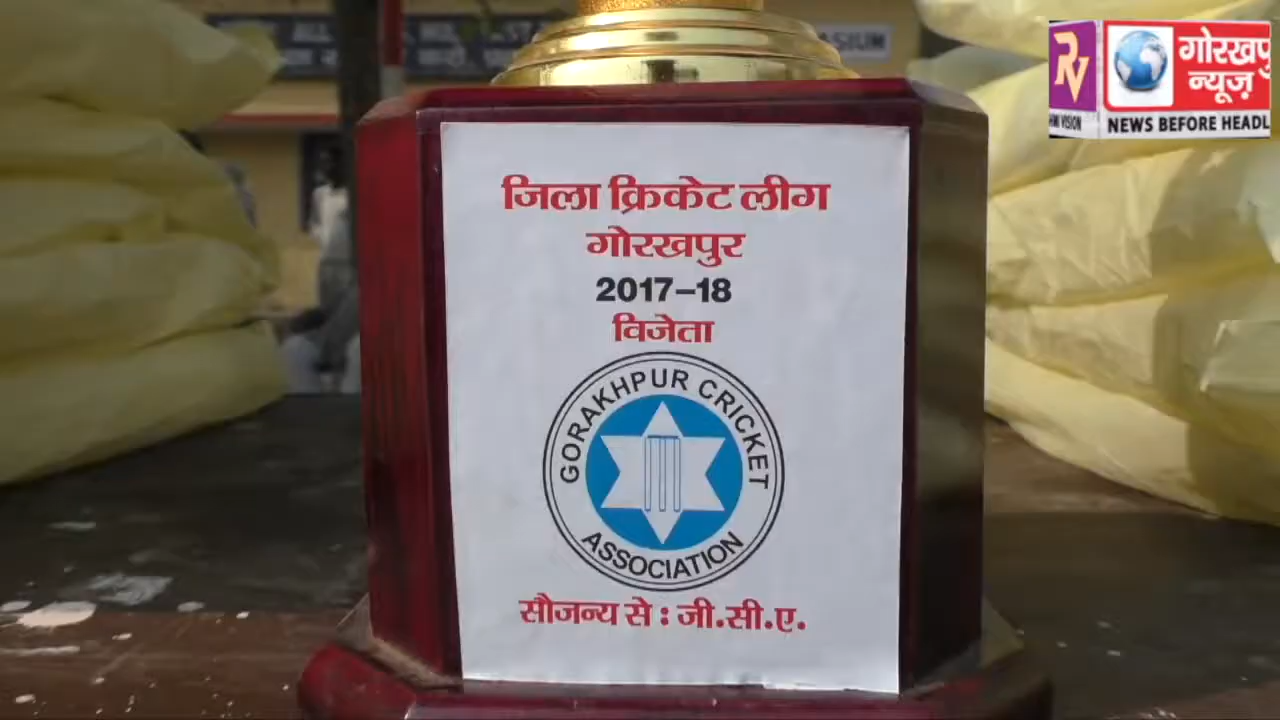 गोरखपु
न्यूज़
NEWS BEFORE HEADL
जिला क्रिकेट लीग
गोरखपुर
2017–18
विजेता
GORAKHPUR CRICKET
ASSOCIATION
सौजन्य से : जी.सी.ए.